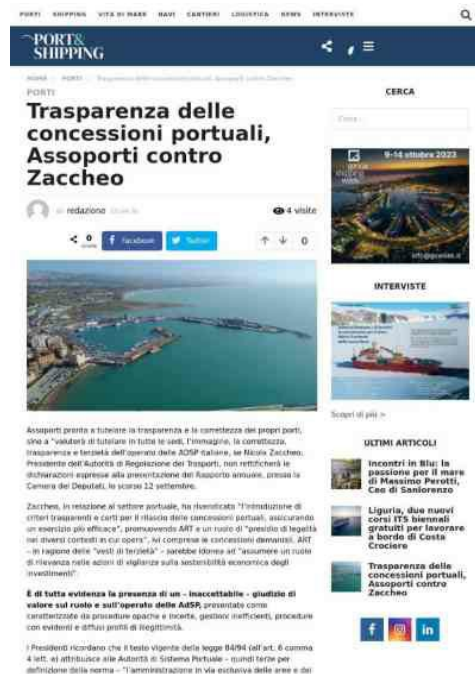 PORTI SHIPPING VITA DI MARE NAVI CANTIERI LOGISTICA NEWS INTERVISTE
PORT&
SHIPPING
HOME PORTI Trasparenza delle concessioni portuali, Assoporti contro Zaccheo
PORTI
Trasparenza delle
concessioni portuali,
Assoporti contro
Zaccheo
redazione
4 visite
0
Facebook
Twitter
0
Assoporti pronta a tutelare la trasparenza e la correttezza dei propri porti,
sino a "valutare di tutelare in tutte le sedi, l'immagine, la correttezza,
trasparenza e terzietà dell'operato delle ADSP italiane, se Nicola Zaccheo,
Presidente dell'Autorità di Regolazione dei Trasporti, non rettificherà le
dichiarazioni espresse alla presentazione del Rapporto annuale, presso la
Camera dei Deputati, lo scorso 12 settembre.
Zaccheo, in relazione al settore portuale, ha rivendicato "l'introduzione di
criteri trasparenti e certi per il rilascio delle concessioni portuali, assicurando
un esercizio più efficace", promuovendo ART e un ruolo di "presidio di legalità
nei diversi contesti in cui opera", ivi comprese le concessioni demaniali. ART
– in ragione delle "vesti di terzietà" – sarebbe idonea ad "assumere un ruolo
di rilevanza nelle azioni di vigilanza sulla sostenibilità economica degli
investimenti"
È di tutta evidenza la presenza di un – inaccettabile – giudizio di
valore sul ruolo e sull'operato delle AdSP, presentate come
caratterizzate da procedure opache e incerte, gestioni inefficienti, procedure
con evidenti e diffusi profili di illegittimità.
I Presidenti ricordano che il testo vigente della legge 84/94 (all'art. 6 comma
4 lett. e) attribuisce alle Autorità di Sistema Portuale – quindi terze per
definizione della norma – "l'amministrazione in via esclusiva delle aree e dei
CERCA
Cerca
9-14 ottobre 2023
shipping
week
INTERVISTE
Scopri di più >
ULTIMI ARTICOLI
Incontri in Blu: la
passione per il mare
di Massimo Perotti,
Ceo di Sanlorenzo
Liguria, due nuovi
corsi ITS biennali
gratuiti per lavorare
a bordo di Costa
Crociere
Trasparenza delle
concessioni portuali,
Assoporti contro
Zaccheo